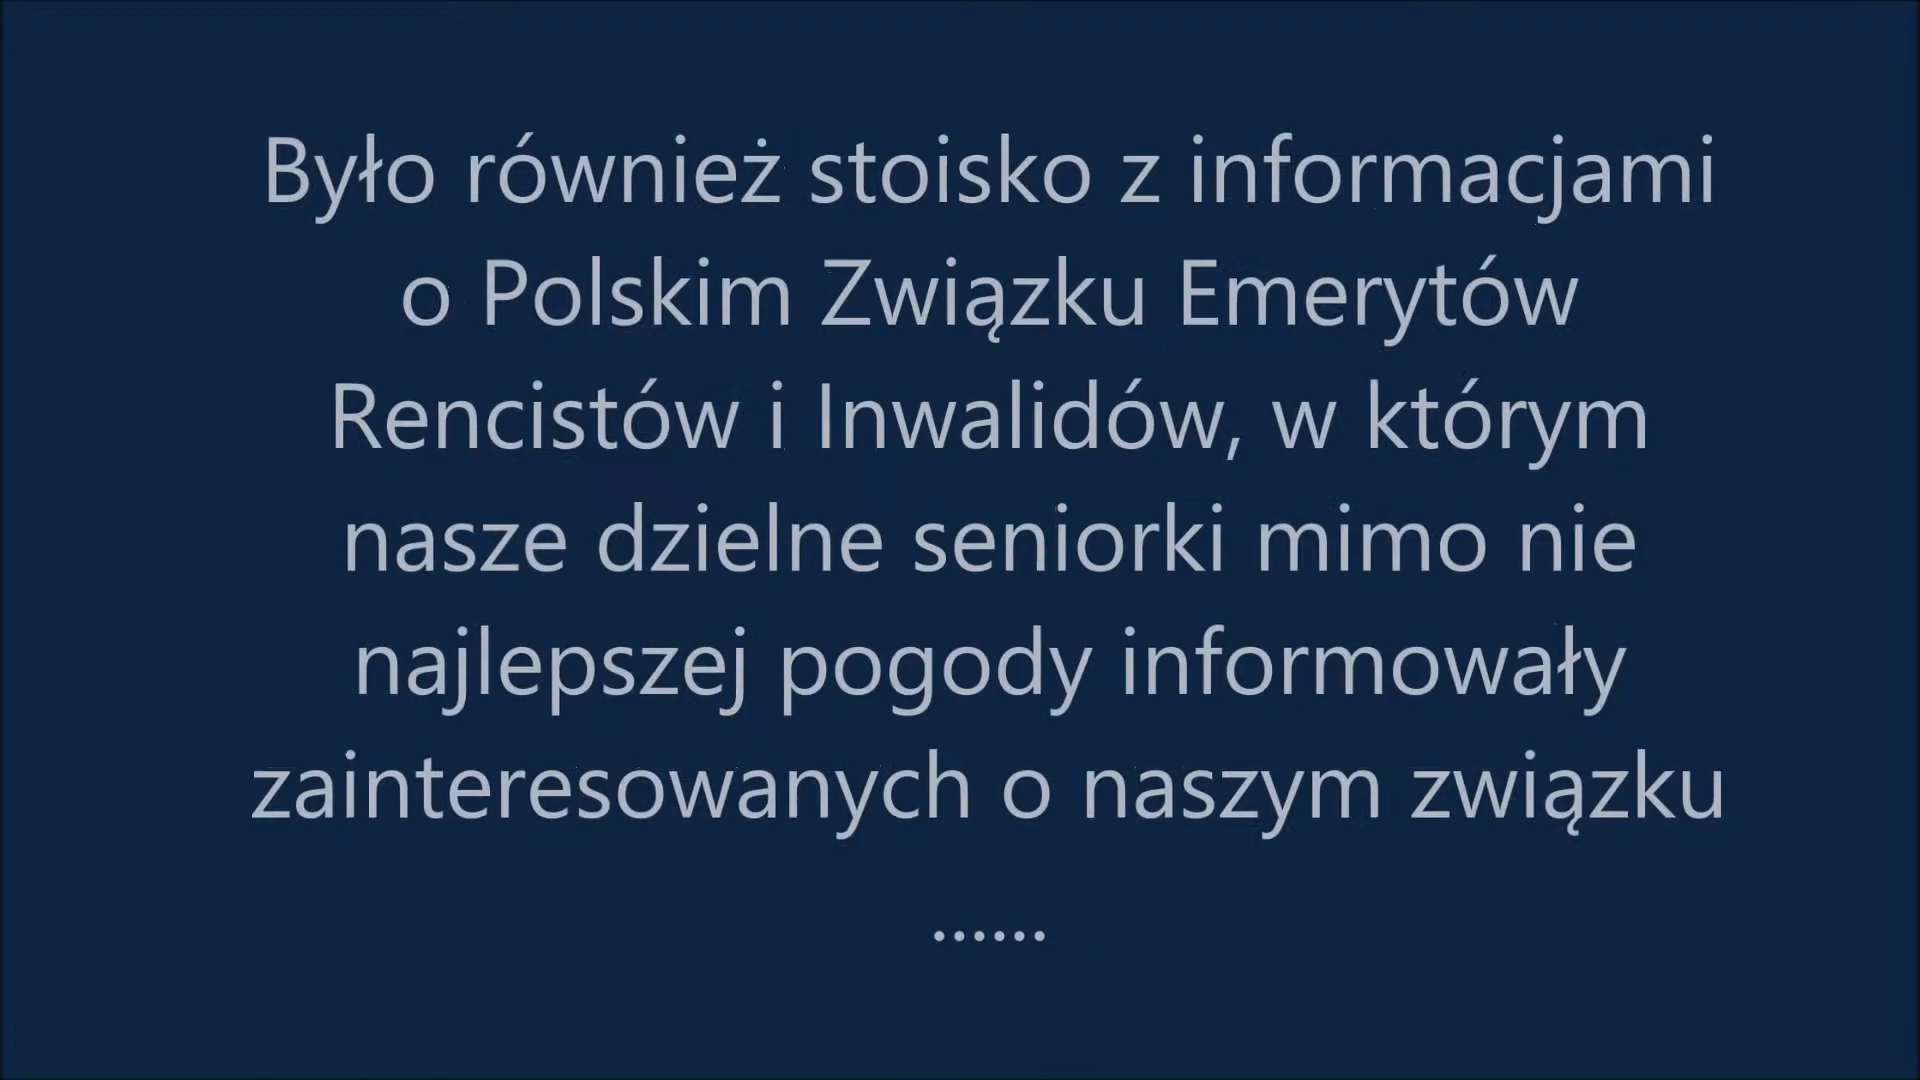 Było również stoisko z informacjami
o Polskim Związku Emerytów
Rencistów i Inwalidów, w którym
nasze dzielne seniorki mimo nie
najlepszej pogody informowały
zainteresowanych o naszym związku
......